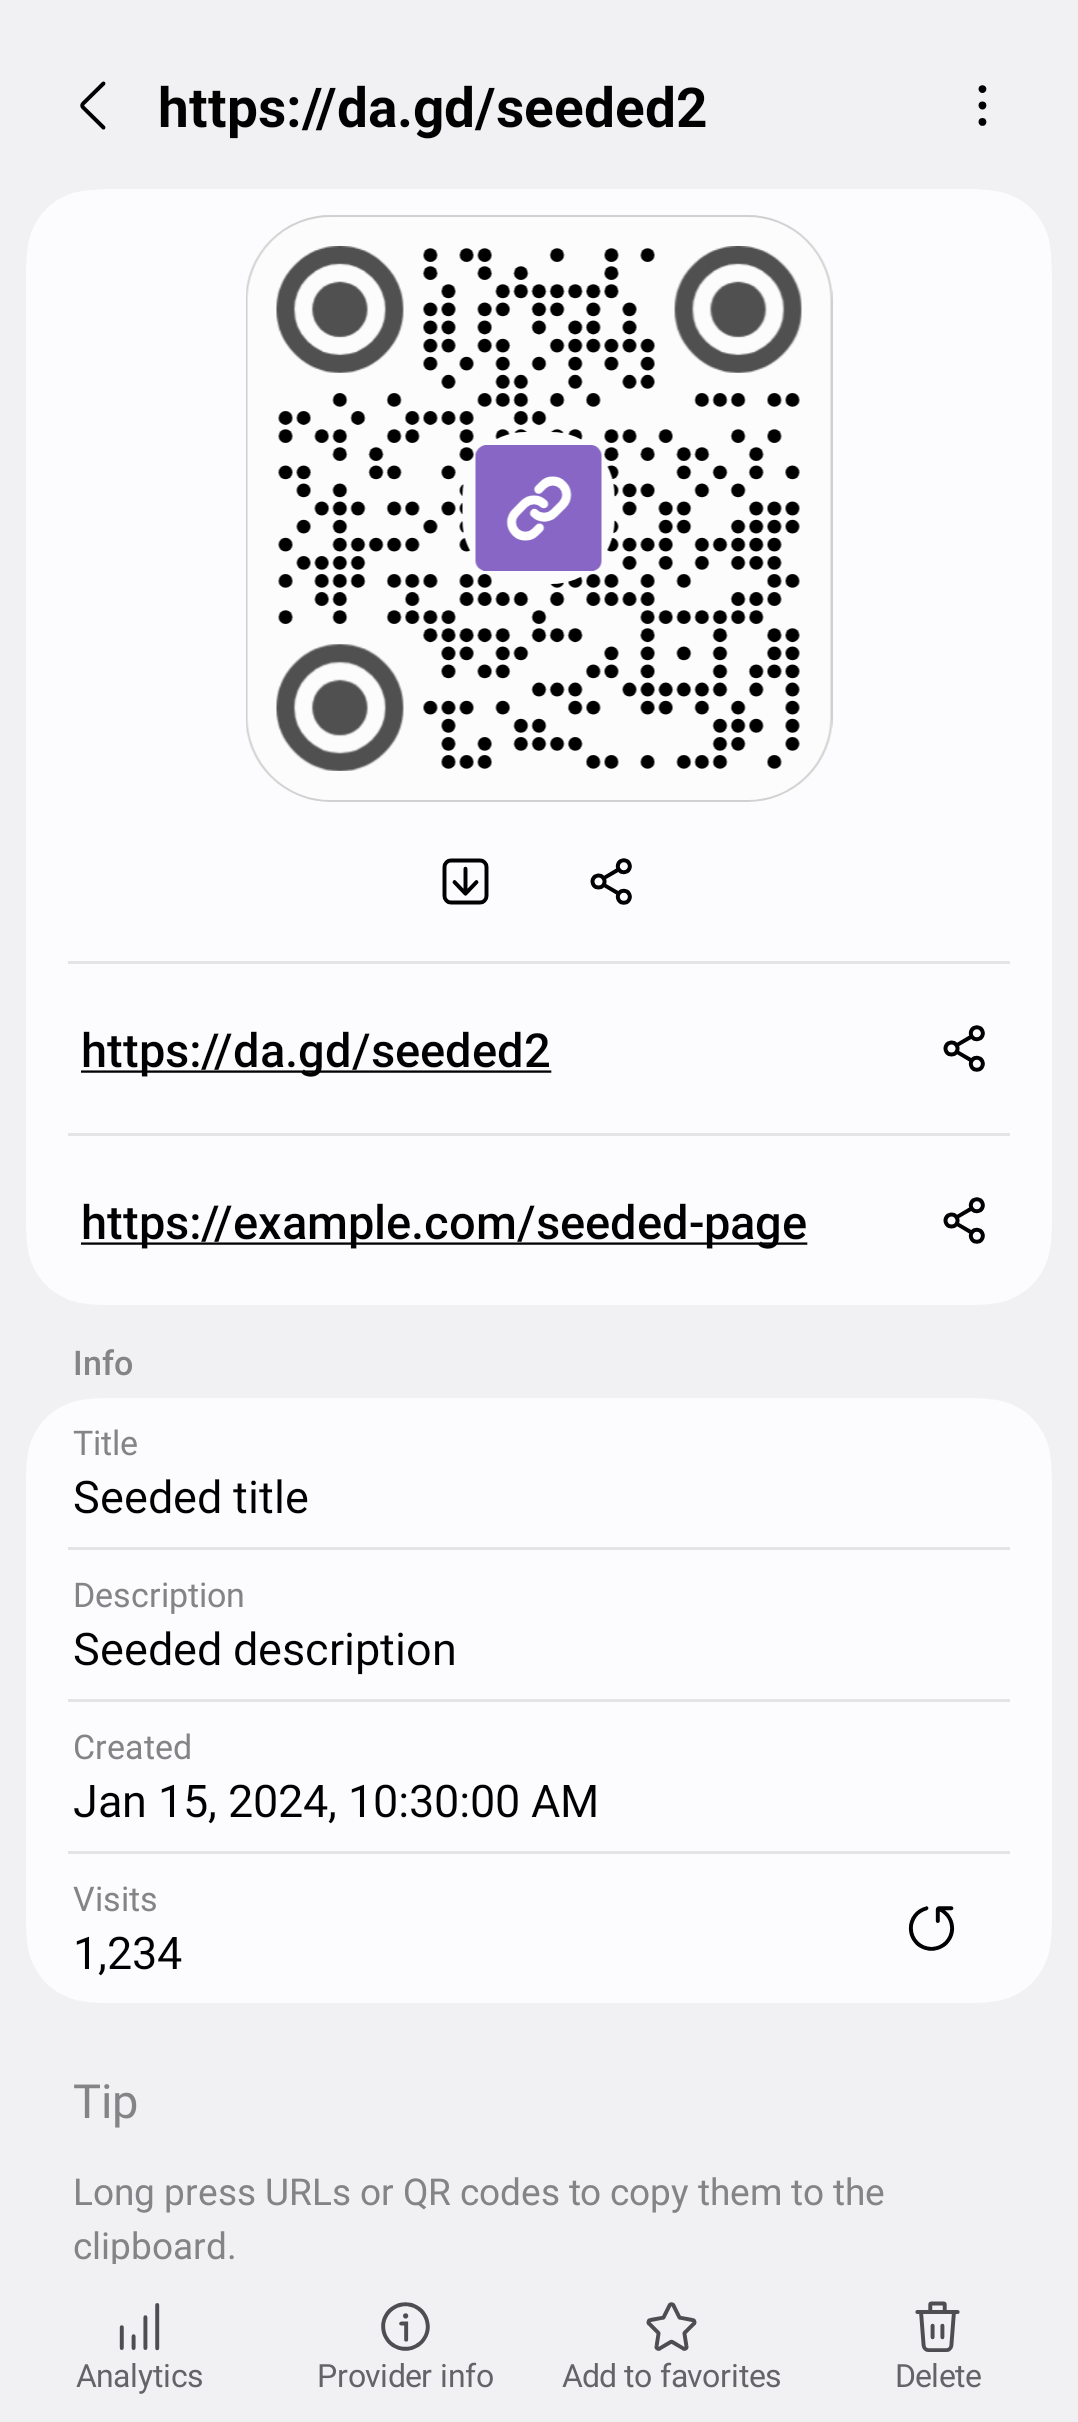 https://da.gd/seeded2
https://da.gd/seeded2
https://example.com/seeded-page
Info
Title
Seeded title
Description
Seeded description
Created
Jan 15, 2024, 10:30:00 AM
Visits
1,234
Tip
Long press URLs or QR codes to copy them to the
clipboard.
Analytics
Provider info
Add to favorites
Delete